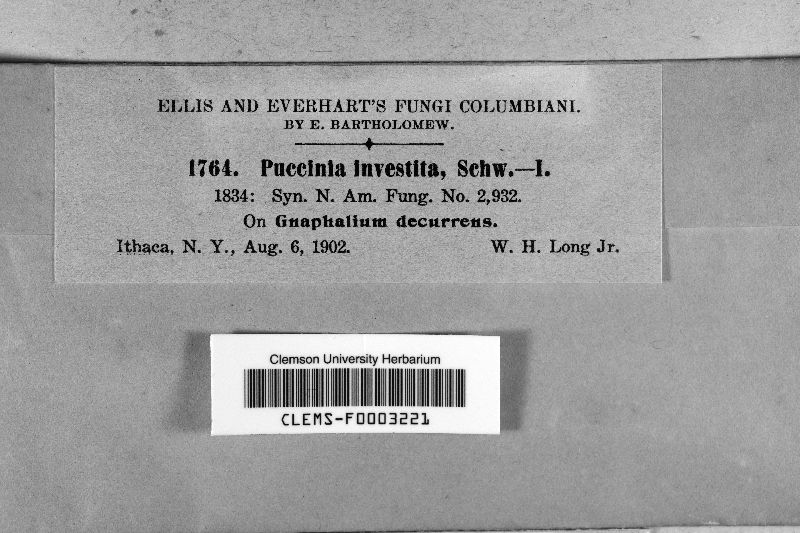 ELLIS AND EVERHART'S FUNGI COLUMBIANI.
BY E. BARTHOLOMEW.
1764. Puccinia investita, Schw.—I.
1834: Syn. N. Am. Fung. No. 2,932.
On Gnaphalium decurrens.
Ithaca, N. Y., Aug. 6, 1902. W. H. Long Jr.
Clemson University Herbarium
CLEMS-F0003221